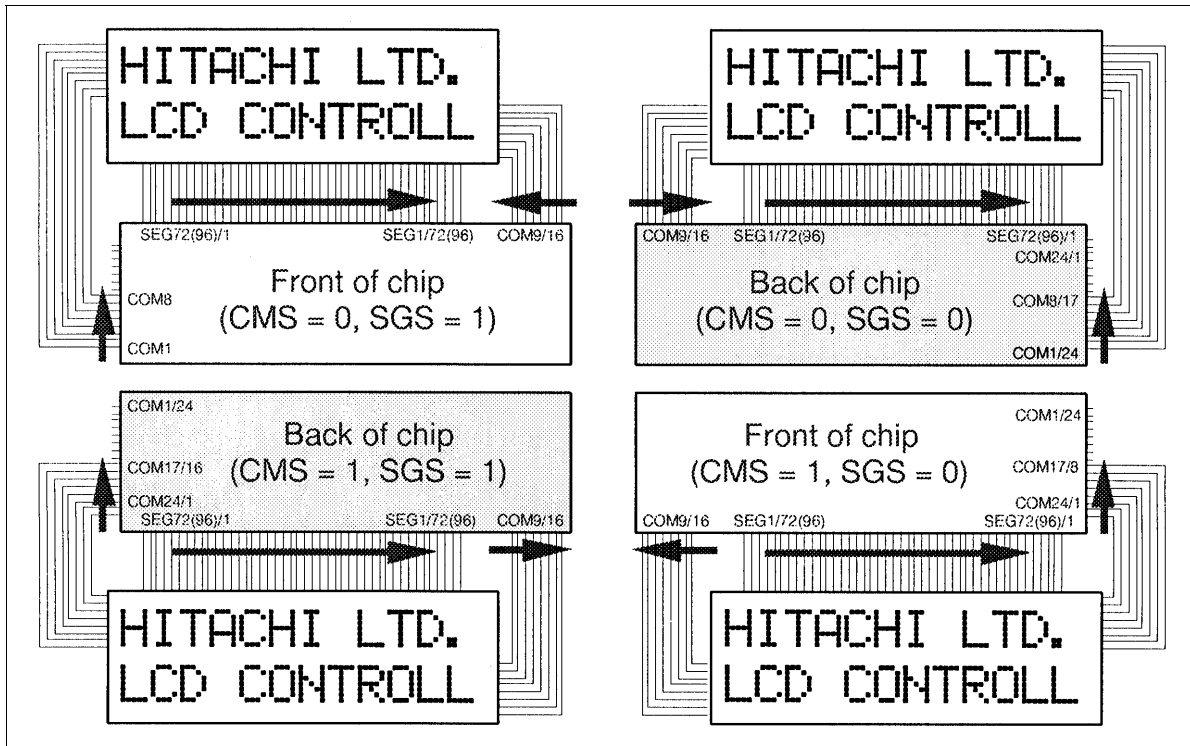 HITACHI LTD.
LCD CONTROLL
SEG72(96)/1
SEG1/72(96)
COM9/16
COM8
COM1
Front of chip
(CMS = 0, SGS = 1)
HITACHI LTD.
LCD CONTROLL
COM9/16
SEG1/72(96)
SEG72(96)/1
COM24/1
COM8/17
COM1/24
Back of chip
(CMS = 0, SGS = 0)
COM1/24
COM17/16
COM24/1
SEG72(96)/1
SEG1/72(96)
COM9/16
Back of chip
(CMS = 1, SGS = 1)
HITACHI LTD.
LCD CONTROLL
COM1/24
COM17/8
COM24/1
COM9/16
SEG1/72(96)
SEG72(96)/1
Front of chip
(CMS = 1, SGS = 0)
HITACHI LTD.
LCD CONTROLL